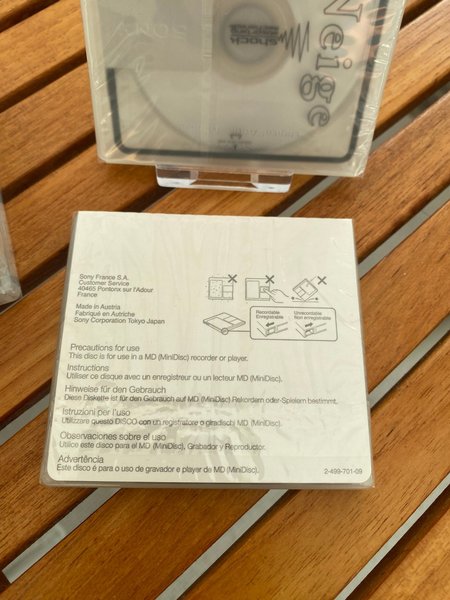 SONY
shock
Neige
Sony France S.A.
Customer Service
40465 Pontonx sur l'Adour
France
Made in Austria
Fabriqué en Autriche
Sony Corporation Tokyo Japan
Recordable
Enregistrable
Unrecordable
Non enregistrable
Precautions for use
This disc is for use in a MD (MiniDisc) recorder or player.
Instructions
Utiliser ce disque avec un enregistreur ou un lecteur MD (MiniDisc).
Hinweise für den Gebrauch
Diese Diskette ist für den Gebrauch auf MD (MiniDisc) Rekordern oder-Spielern bestimmt.
Istruzioni per l'uso
Utilizzare questo DISCO con un registratore o giradischi MD (MiniDisc).
Observaciones sobre el uso
Utilice este disco para el MD (MiniDisc), Grabador y Reproductor.
Advertência
Este disco é para o uso de gravador e player de MD (MiniDisc).
2-499-701-09